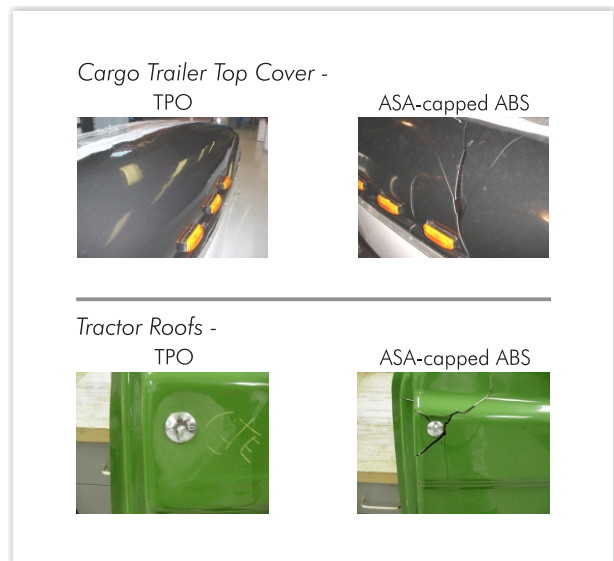 Cargo Trailer Top Cover -
TPO
ASA-capped ABS
Tractor Roofs -
TPO
ASA-capped ABS